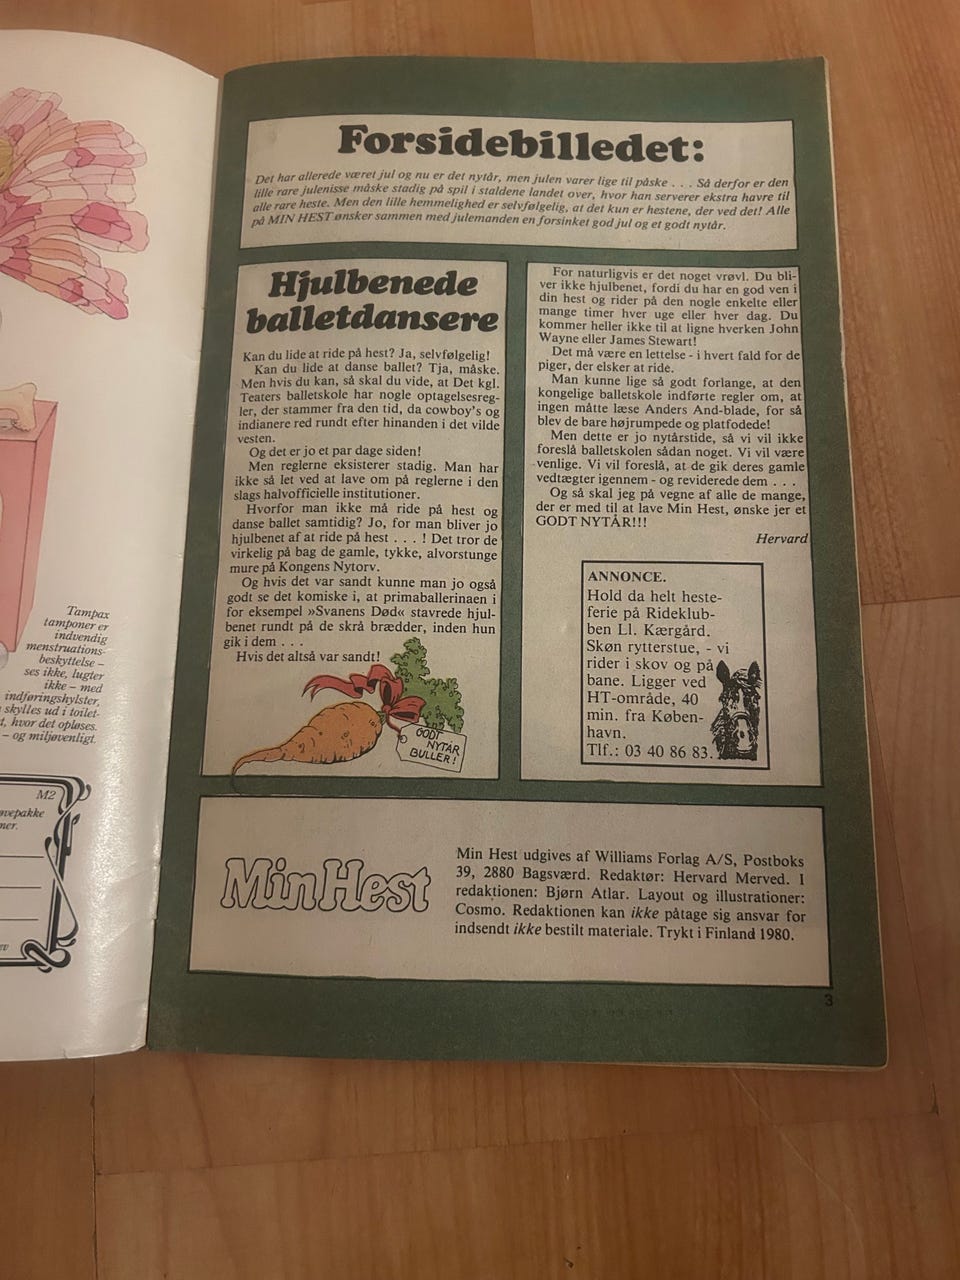 Tampax
tamponer er
indvendig
menstruations-
beskyttelse –
ses ikke, lugter
ikke – med
indføringshylster,
skylles ud i toilet-
t, hvor det opløses.
– og miljøvenligt.
M2
øvepakke
ner.
Forsidebilledet:
Det har allerede været jul og nu er det nytår, men julen varer lige til påske . . . Så derfor er den
lille rare julenisse måske stadig på spil i staldene landet over, hvor han serverer ekstra havre til
alle rare heste. Men den lille hemmelighed er selvfølgelig, at det kun er hestene, der ved det! Alle
på MIN HEST ønsker sammen med julemanden en forsinket god jul og et godt nytår.
Hjulbenede
balletdansere
Kan du lide at ride på hest? Ja, selvfølgelig!
Kan du lide at danse ballet? Tja, måske.
Men hvis du kan, så skal du vide, at Det kgl.
Teaters balletskole har nogle optagelsesreg-
ler, der stammer fra den tid, da cowboy's og
indianere red rundt efter hinanden i det vilde
vesten.
Og det er jo et par dage siden!
Men reglerne eksisterer stadig. Man har
ikke så let ved at lave om på reglerne i den
slags halvofficielle institutioner.
Hvorfor man ikke må ride på hest og
danse ballet samtidig? Jo, for man bliver jo
hjulbenet af at ride på hest . . . ! Det tror de
virkelig på bag de gamle, tykke, alvorstunge
mure på Kongens Nytorv.
Og hvis det var sandt kunne man jo også
godt se det komiske i, at primaballerinaen i
for eksempel »Svanens Død« stavrede hjul-
benet rundt på de skrå brædder, inden hun
gik i dem . . .
Hvis det altså var sandt!
GODT
NYTÅR
BULLER!
For naturligvis er det noget vrøvl. Du bli-
ver ikke hjulbenet, fordi du har en god ven i
din hest og rider på den nogle enkelte eller
mange timer hver uge eller hver dag. Du
kommer heller ikke til at ligne hverken John
Wayne eller James Stewart!
Det må være en lettelse - i hvert fald for de
piger, der elsker at ride.
Man kunne lige så godt forlange, at den
kongelige balletskole indførte regler om, at
ingen måtte læse Anders And-blade, for så
blev de bare højrumpede og platfodede!
Men dette er jo nytårstide, så vi vil ikke
foreslå balletskolen sådan noget. Vi vil være
venlige. Vi vil foreslå, at de gik deres gamle
vedtægter igennem - og reviderede dem . . .
Og så skal jeg på vegne af alle de mange,
der er med til at lave Min Hest, ønske jer et
GODT NYTÅR!!!
Hervard
ANNONCE.
Hold da helt heste-
ferie på Rideklub-
ben Ll. Kærgård.
Skøn rytterstue, - vi
rider i skov og på
bane. Ligger ved
HT-område, 40
min. fra Køben-
havn.
Tlf.: 03 40 86 83.
Min Hest
Min Hest udgives af Williams Forlag A/S, Postboks
39, 2880 Bagsværd. Redaktør: Hervard Merved. I
redaktionen: Bjørn Atlar. Layout og illustrationer:
Cosmo. Redaktionen kan ikke påtage sig ansvar for
indsendt ikke bestilt materiale. Trykt i Finland 1980.
3